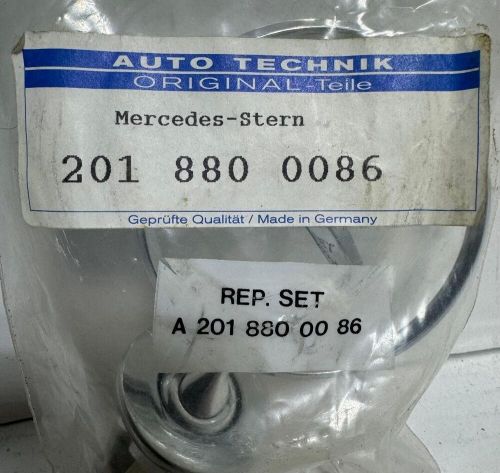 AUTO TECHNIK
ORIGINAL-Teile
Mercedes-Stern
201 880 0086
Geprüfte Qualität / Made in Germany
REP. SET
A 201 880 00 86